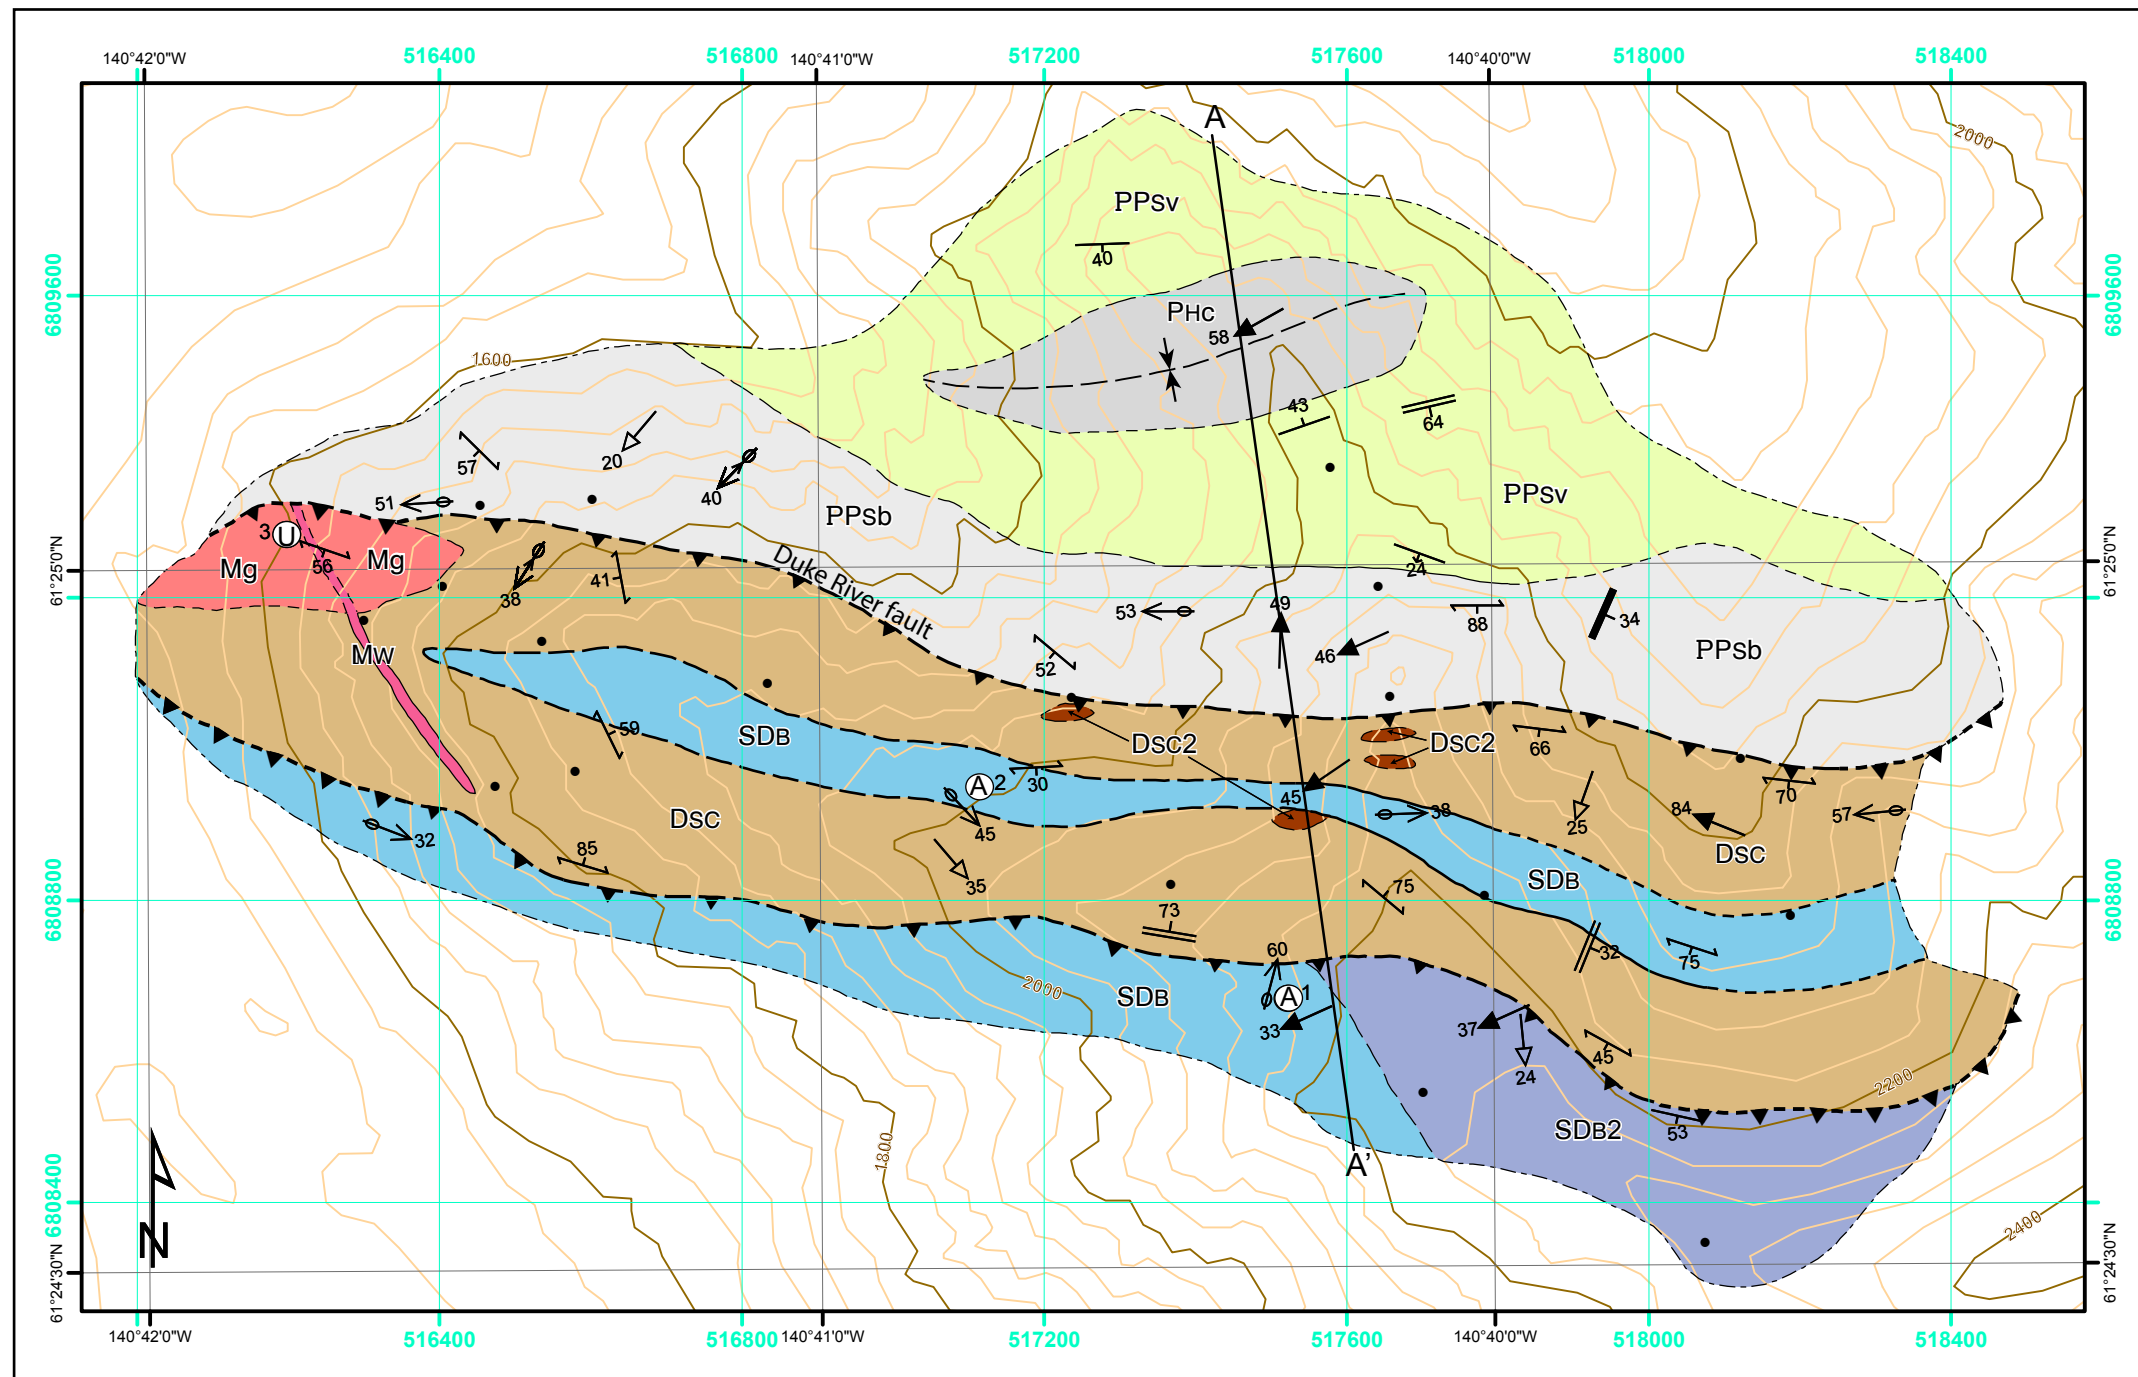 140°42'0"W 516400 516800 140°41'0"W 517200 517600 140°40'0"W 518000 518400
A
2000
PPSV
40
6809600 6809600
PHC
58
1600
43
64
57
20
40
51
PPSV
PPSb
3 U
56
Mg Mg
38
41
Duke River fault
24
61°25'0"N 61°25'0"N
53
49
88
34
52
46
PPSb
MW
59
SDB
DSC2 DSC2
66
A 2
30
45
70
45
38
84
57
32
DSC
25
DSC
85
35
SDB
75
6808800 6808800
73
60
32
75
SDB
A 1
2000
33
37
45
24
2200
SDB2
53
1800
A'
6808400 6808400
2400
N
61°24'30"N 61°24'30"N
140°42'0"W 516400 516800 140°41'0"W 517200 517600 140°40'0"W 518000 518400